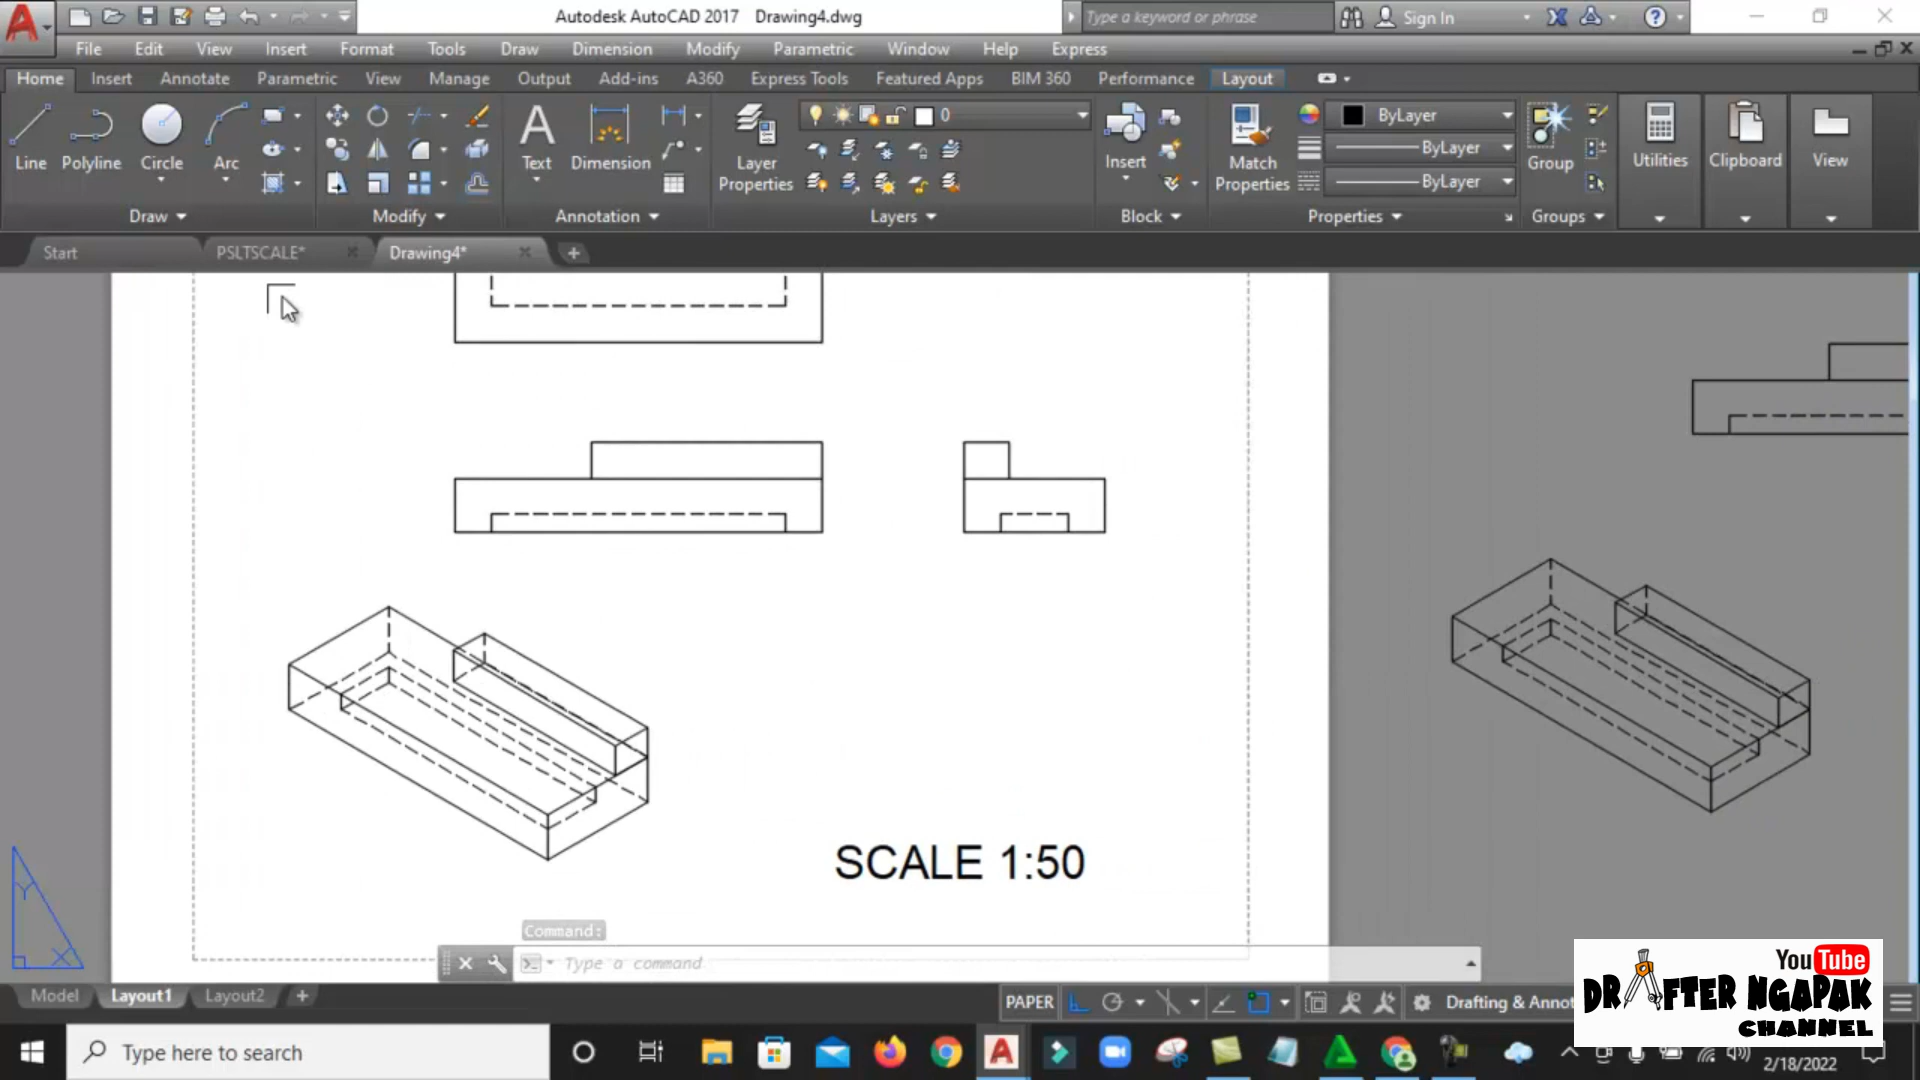 Autodesk AutoCAD 2017 Drawing4.dwg
Type a keyword or phrase
Sign In
File Edit View Insert Format Tools Draw Dimension Modify Parametric Window Help Express
Home Insert Annotate Parametric View Manage Output Add-ins A360 Express Tools Featured Apps BIM 360 Performance Layout
0
ByLayer
ByLayer
ByLayer
Line Polyline Circle Arc
Text Dimension
Layer Properties
Insert
Match Properties
Group
Utilities Clipboard View
Draw Modify Annotation Layers Block Properties Groups
Start PSLTSCALE* Drawing4*
SCALE 1:50
Y
X
Command:
Type a command
Model Layout1 Layout2
PAPER
Drafting & Anno
YouTube
DRAFTER NGAPAK
CHANNEL
Type here to search
2/18/2022